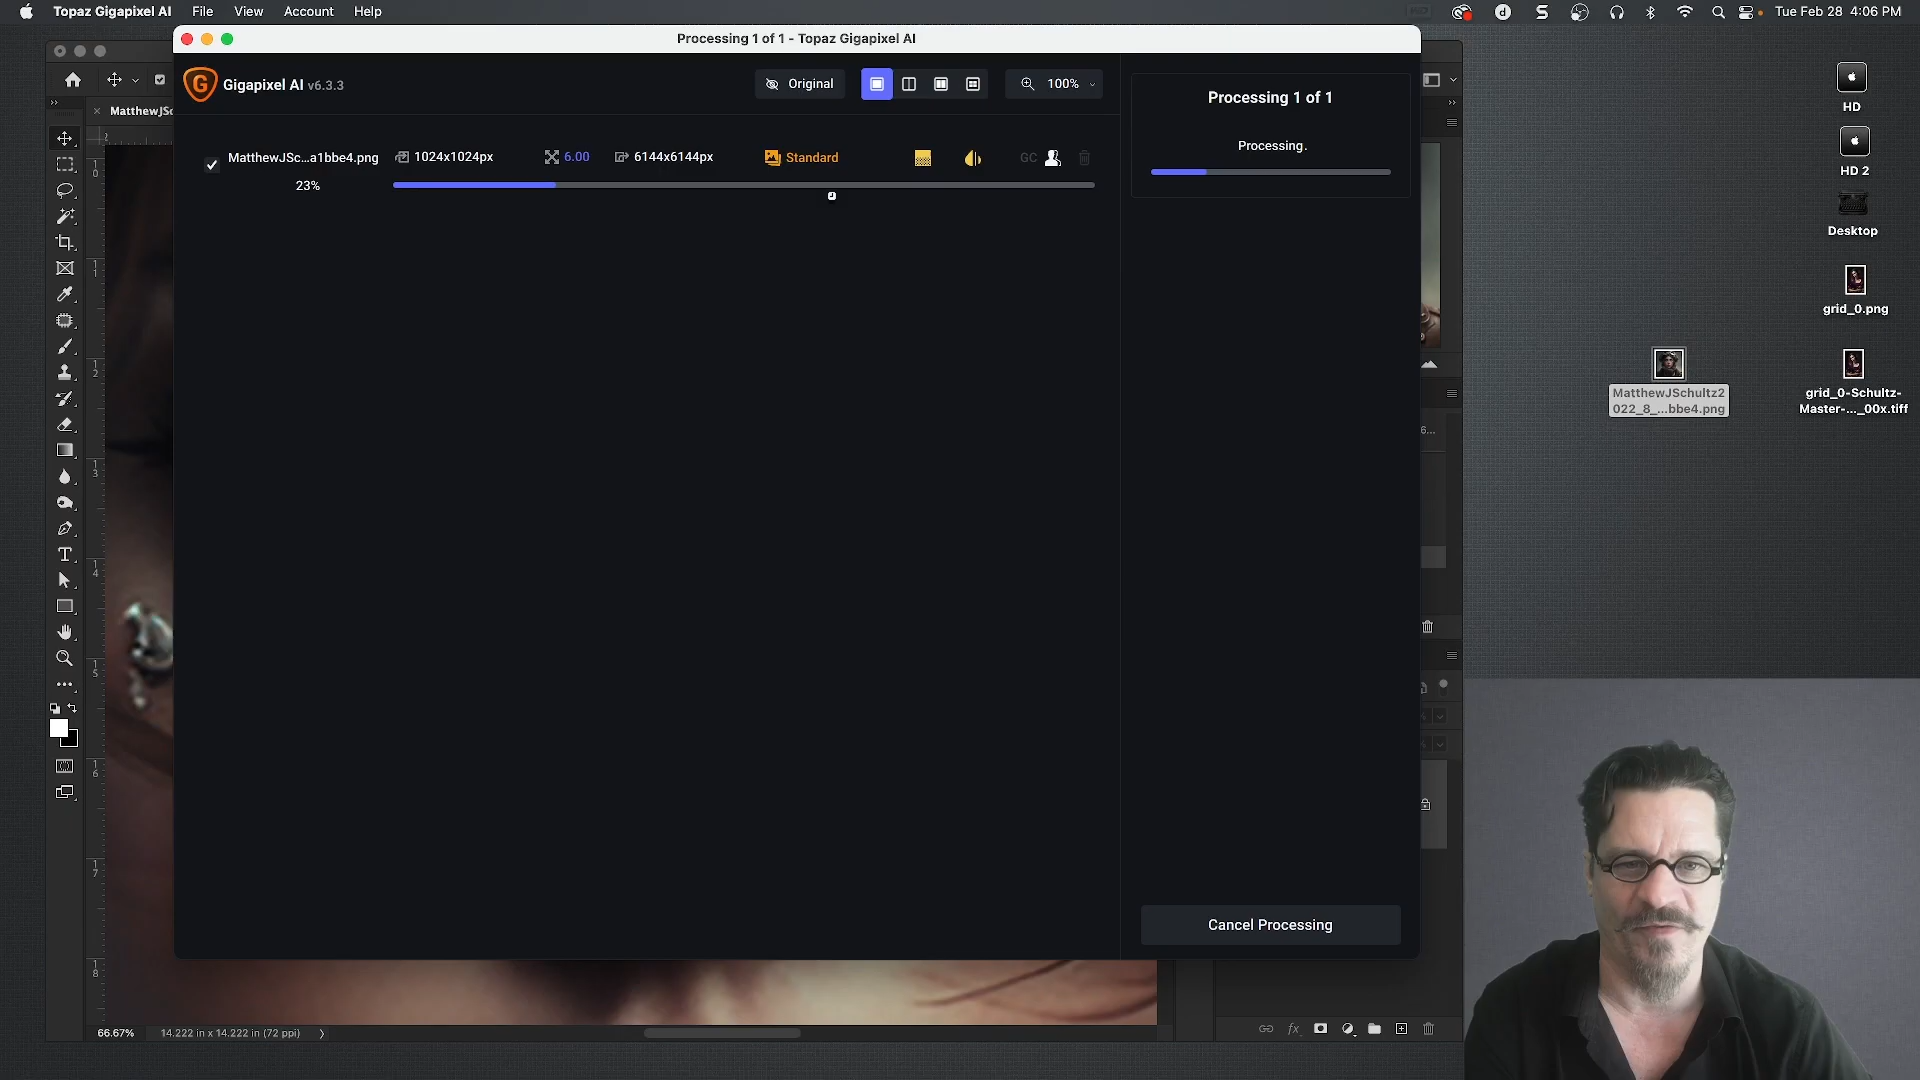 Topaz Gigapixel AI File View Account Help
Tue Feb 28 4:06 PM
Processing 1 of 1 - Topaz Gigapixel AI
Gigapixel AI v6.3.3
Original
100%
Processing 1 of 1
Processing.
MatthewJSc...a1bbe4.png 1024x1024px 6.00 6144x6144px Standard GC
23%
Cancel Processing
MatthewJSc
66.67% 14.222 in x 14.222 in (72 ppi)
HD
HD 2
Desktop
grid_0.png
MatthewJSchultz2
022_8_...bbe4.png
grid_0-Schultz-
Master-..._00x.tiff